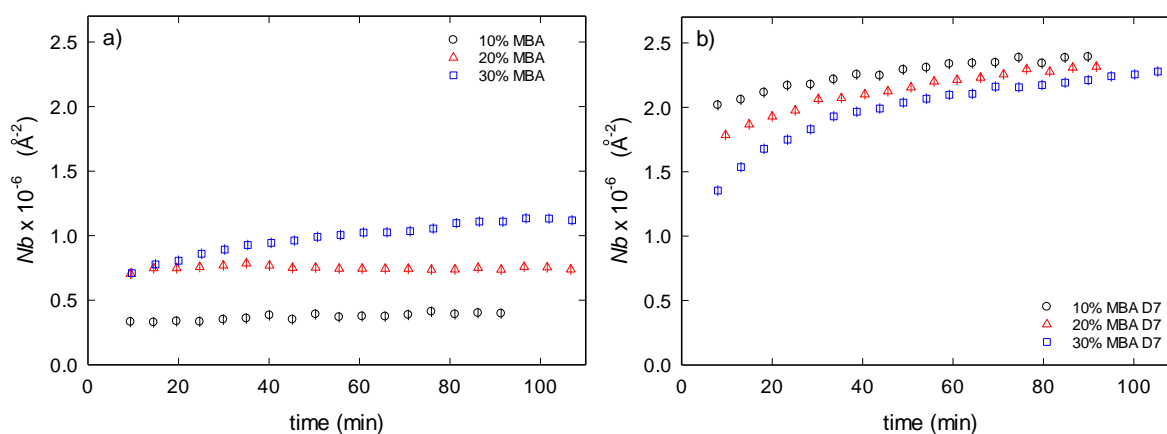 a)
10% MBA
20% MBA
30% MBA
Nb x 10⁻⁶ (Å⁻²)
2.5
2.0
1.5
1.0
0.5
0.0
0 20 40 60 80 100
time (min)
b)
10% MBA D7
20% MBA D7
30% MBA D7
Nb x 10⁻⁶ (Å⁻²)
2.5
2.0
1.5
1.0
0.5
0.0
0 20 40 60 80 100
time (min)